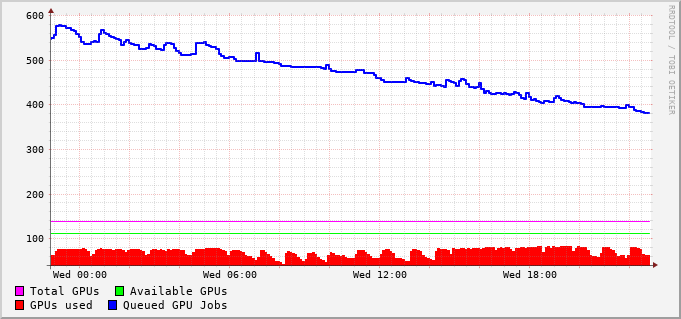 600
500
400
300
200
100
Wed 00:00 Wed 06:00 Wed 12:00 Wed 18:00
Total GPUs Available GPUs
GPUs used Queued GPU Jobs
RRDTOOL / TOBI OETIKER